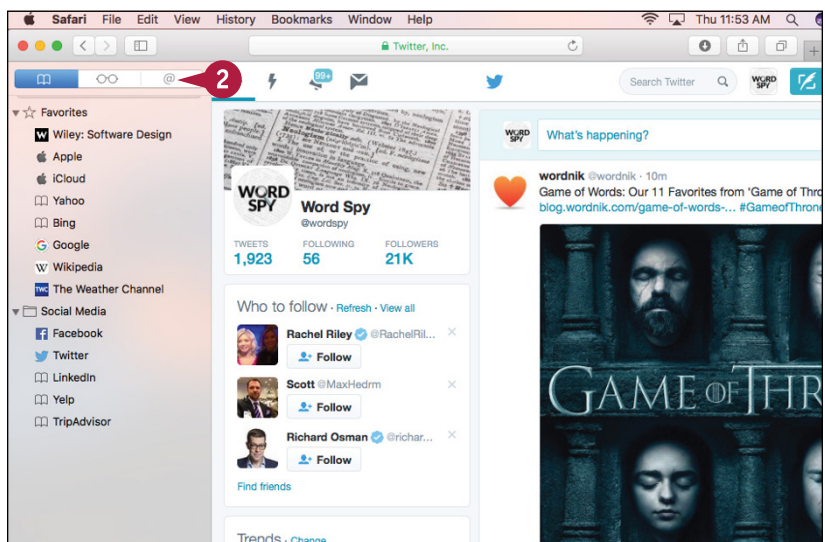 Safari File Edit View History Bookmarks Window Help Thu 11:53 AM
Twitter, Inc.
@ 2 99+ Search Twitter WORD SPY
Favorites
W Wiley: Software Design
Apple
iCloud
Yahoo
Bing
G Google
W Wikipedia
TWC The Weather Channel
Social Media
f Facebook
Twitter
LinkedIn
Yelp
TripAdvisor
WORD
SPY
Word Spy
@wordspy
TWEETS FOLLOWING FOLLOWERS
1,923 56 21K
Who to follow · Refresh · View all
Rachel Riley @RachelRil...
Follow
Scott @MaxHedrm
Follow
Richard Osman @richar...
Follow
Find friends
Trends · Change
WORD SPY What's happening?
wordnik @wordnik · 10m
Game of Words: Our 11 Favorites from 'Game of Thro
blog.wordnik.com/game-of-words-... #GameofThrone
GAME OF THR